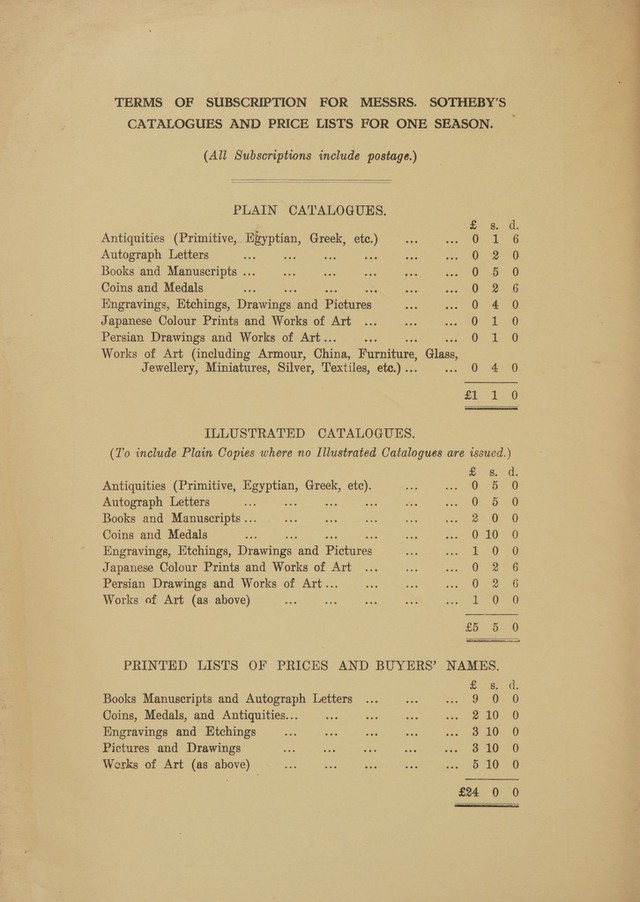 TERMS OF SUBSCRIPTION FOR MESSRS. SOTHEBY'S
CATALOGUES AND PRICE LISTS FOR ONE SEASON.
(All Subscriptions include postage.)
PLAIN CATALOGUES.
£ s. d.
Antiquities (Primitive, Egyptian, Greek, etc.) ... ... 0 1 6
Autograph Letters ... ... ... ... ... ... 0 2 0
Books and Manuscripts ... ... ... ... ... ... 0 5 0
Coins and Medals ... ... ... ... ... ... 0 2 6
Engravings, Etchings, Drawings and Pictures ... ... 0 4 0
Japanese Colour Prints and Works of Art ... ... ... 0 1 0
Persian Drawings and Works of Art ... ... ... ... 0 1 0
Works of Art (including Armour, China, Furniture, Glass,
Jewellery, Miniatures, Silver, Textiles, etc.) ... ... 0 4 0
£1 1 0
ILLUSTRATED CATALOGUES.
(To include Plain Copies where no Illustrated Catalogues are issued.)
£ s. d.
Antiquities (Primitive, Egyptian, Greek, etc). ... ... 0 5 0
Autograph Letters ... ... ... ... ... ... 0 5 0
Books and Manuscripts ... ... ... ... ... ... 2 0 0
Coins and Medals ... ... ... ... ... ... 0 10 0
Engravings, Etchings, Drawings and Pictures ... ... 1 0 0
Japanese Colour Prints and Works of Art ... ... ... 0 2 6
Persian Drawings and Works of Art ... ... ... ... 0 2 6
Works of Art (as above) ... ... ... ... ... 1 0 0
£5 5 0
PRINTED LISTS OF PRICES AND BUYERS' NAMES.
£ s. d.
Books Manuscripts and Autograph Letters ... ... ... 9 0 0
Coins, Medals, and Antiquities... ... ... ... ... 2 10 0
Engravings and Etchings ... ... ... ... ... 3 10 0
Pictures and Drawings ... ... ... ... ... 3 10 0
Works of Art (as above) ... ... ... ... ... 5 10 0
£24 0 0